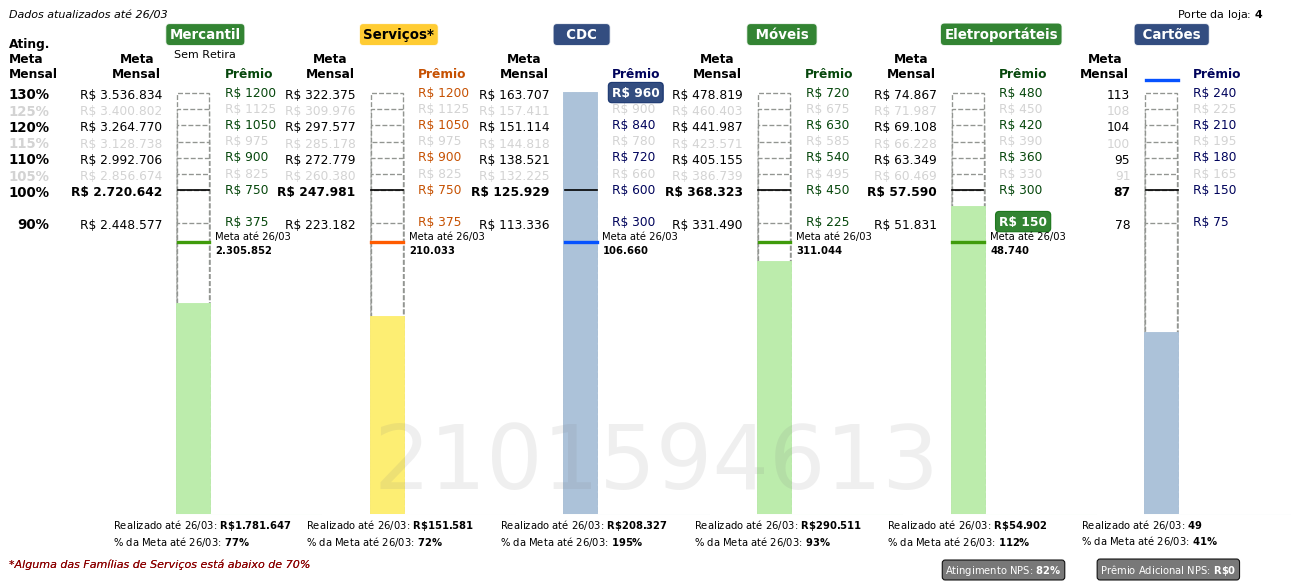 Dados atualizados até 26/03
Porte da loja: 4
Mercantil Serviços* CDC Móveis Eletroportáteis Cartões
Sem Retira
Ating. Meta Mensal
Meta Mensal Prêmio Meta Mensal Prêmio Meta Mensal Prêmio Meta Mensal Prêmio Meta Mensal Prêmio Meta Mensal Prêmio
130% R$ 3.536.834 R$ 1200 R$ 322.375 R$ 1200 R$ 163.707 R$ 960 R$ 478.819 R$ 720 R$ 74.867 R$ 480 113 R$ 240
125% R$ 3.400.802 R$ 1125 R$ 309.976 R$ 1125 R$ 157.411 R$ 900 R$ 460.403 R$ 675 R$ 71.987 R$ 450 108 R$ 225
120% R$ 3.264.770 R$ 1050 R$ 297.577 R$ 1050 R$ 151.114 R$ 840 R$ 441.987 R$ 630 R$ 69.108 R$ 420 104 R$ 210
115% R$ 3.128.738 R$ 975 R$ 285.178 R$ 975 R$ 144.818 R$ 780 R$ 423.571 R$ 585 R$ 66.228 R$ 390 100 R$ 195
110% R$ 2.992.706 R$ 900 R$ 272.779 R$ 900 R$ 138.521 R$ 720 R$ 405.155 R$ 540 R$ 63.349 R$ 360 95 R$ 180
105% R$ 2.856.674 R$ 825 R$ 260.380 R$ 825 R$ 132.225 R$ 660 R$ 386.739 R$ 495 R$ 60.469 R$ 330 91 R$ 165
100% R$ 2.720.642 R$ 750 R$ 247.981 R$ 750 R$ 125.929 R$ 600 R$ 368.323 R$ 450 R$ 57.590 R$ 300 87 R$ 150
90% R$ 2.448.577 R$ 375 R$ 223.182 R$ 375 R$ 113.336 R$ 300 R$ 331.490 R$ 225 R$ 51.831 R$ 150 78 R$ 75
Meta até 26/03 Meta até 26/03 Meta até 26/03 Meta até 26/03 Meta até 26/03
2.305.852 210.033 106.660 311.044 48.740
2101594613
Realizado até 26/03: R$1.781.647 Realizado até 26/03: R$151.581 Realizado até 26/03: R$208.327 Realizado até 26/03: R$290.511 Realizado até 26/03: R$54.902 Realizado até 26/03: 49
% da Meta até 26/03: 77% % da Meta até 26/03: 72% % da Meta até 26/03: 195% % da Meta até 26/03: 93% % da Meta até 26/03: 112% % da Meta até 26/03: 41%
*Alguma das Famílias de Serviços está abaixo de 70%
Atingimento NPS: 82% Prêmio Adicional NPS: R$0